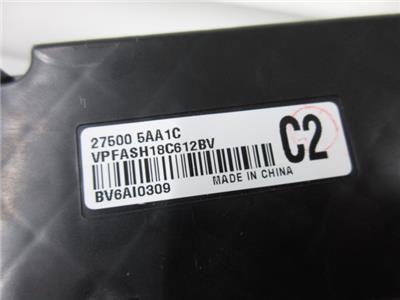 27500 5AA1C
VPFASH18C612BV
C2
BV6AI0309
MADE IN CHINA